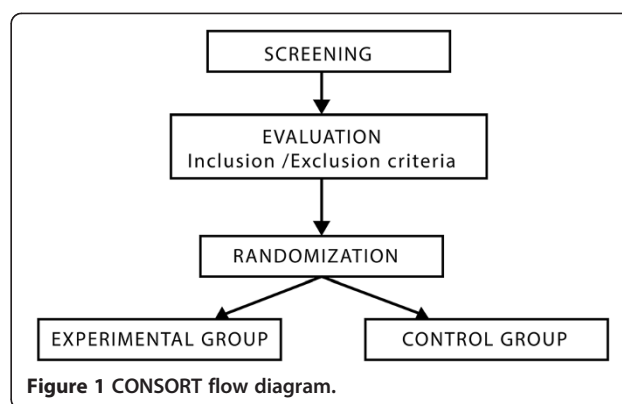 SCREENING
EVALUATION
Inclusion /Exclusion criteria
RANDOMIZATION
EXPERIMENTAL GROUP
CONTROL GROUP
Figure 1 CONSORT flow diagram.